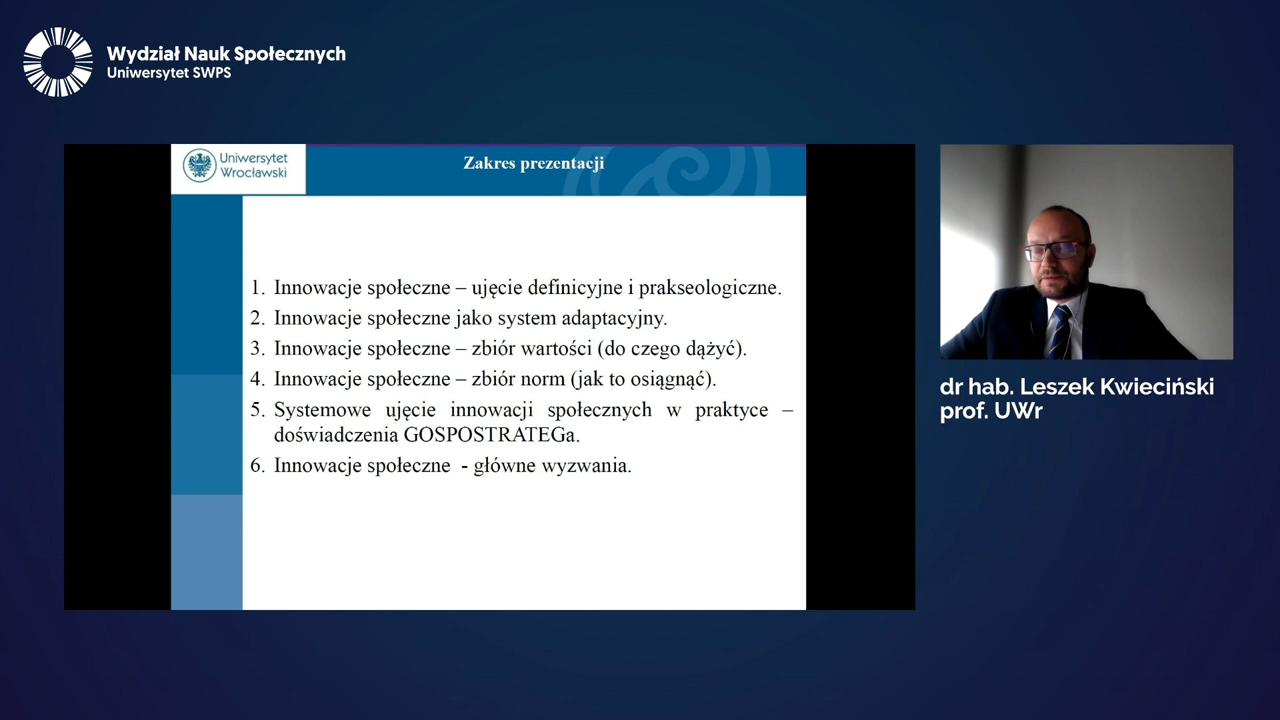 Wydział Nauk Społecznych
Uniwersytet SWPS
Uniwersytet
Wrocławski
Zakres prezentacji
1. Innowacje społeczne – ujęcie definicyjne i prakseologiczne.
2. Innowacje społeczne jako system adaptacyjny.
3. Innowacje społeczne – zbiór wartości (do czego dążyć).
4. Innowacje społeczne – zbiór norm (jak to osiągnąć).
5. Systemowe ujęcie innowacji społecznych w praktyce –
doświadczenia GOSPOSTRATEGa.
6. Innowacje społeczne - główne wyzwania.
dr hab. Leszek Kwieciński
prof. UWr